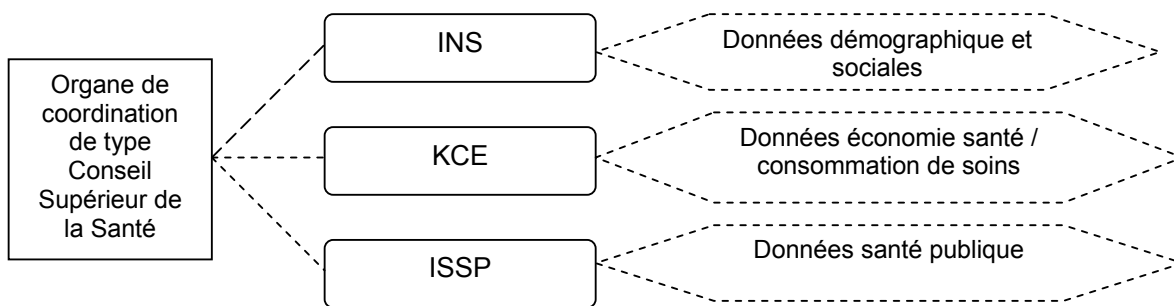 Organe de
coordination
de type
Conseil
Supérieur de
la Santé
INS
Données démographique et
sociales
KCE
Données économie santé /
consommation de soins
ISSP
Données santé publique